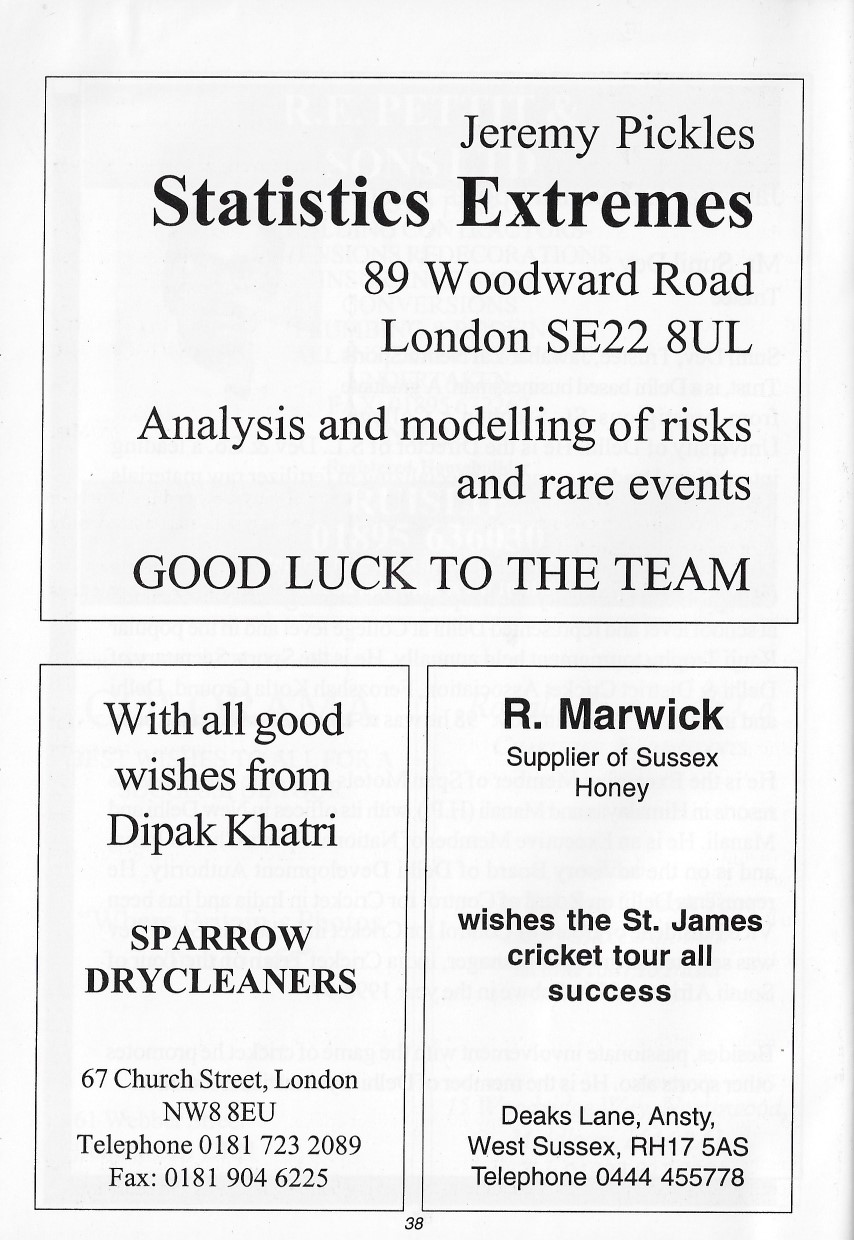 Jeremy Pickles
Statistics Extremes
89 Woodward Road
London SE22 8UL
Analysis and modelling of risks
and rare events
GOOD LUCK TO THE TEAM
With all good
wishes from
Dipak Khatri
SPARROW
DRYCLEANERS
67 Church Street, London
NW8 8EU
Telephone 0181 723 2089
Fax: 0181 904 6225
R. Marwick
Supplier of Sussex
Honey
wishes the St. James
cricket tour all
success
Deaks Lane, Ansty,
West Sussex, RH17 5AS
Telephone 0444 455778
38